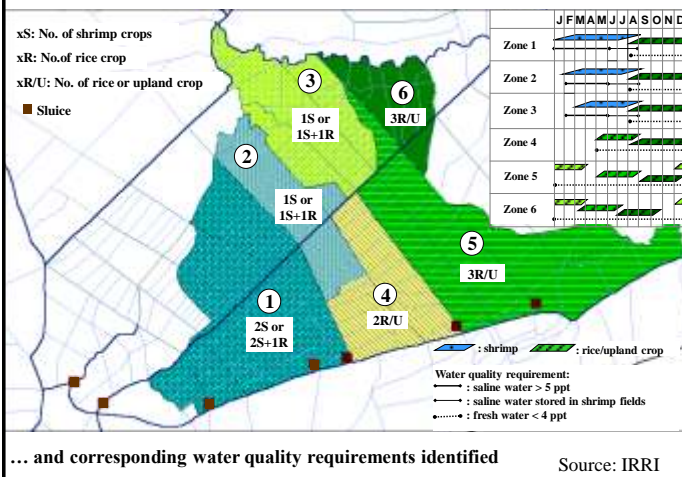 xS: No. of shrimp crops
xR: No.of rice crop
xR/U: No. of rice or upland crop
Sluice
J F M A M J J A S O N D
Zone 1
Zone 2
Zone 3
Zone 4
Zone 5
Zone 6
3
1S or
1S+1R
6
3R/U
2
1S or
1S+1R
5
3R/U
1
2S or
2S+1R
4
2R/U
: shrimp
: rice/upland crop
Water quality requirement:
: saline water > 5 ppt
: saline water stored in shrimp fields
: fresh water < 4 ppt
… and corresponding water quality requirements identified
Source: IRRI